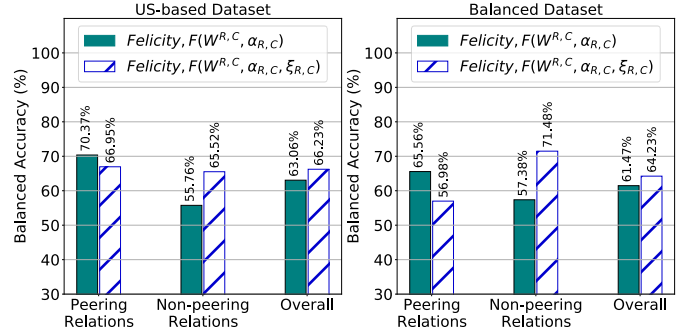 US-based Dataset
Balanced Accuracy (%)
100
90
80
70
60
50
40
30
Felicity, F(W^{R,C}, α_{R,C})
Felicity, F(W^{R,C}, α_{R,C}, ξ_{R,C})
70.37%
66.95%
55.76%
65.52%
63.06%
66.23%
Peering Relations
Non-peering Relations
Overall
Balanced Dataset
Balanced Accuracy (%)
100
90
80
70
60
50
40
30
Felicity, F(W^{R,C}, α_{R,C})
Felicity, F(W^{R,C}, α_{R,C}, ξ_{R,C})
65.56%
56.98%
57.38%
71.48%
61.47%
64.23%
Peering Relations
Non-peering Relations
Overall